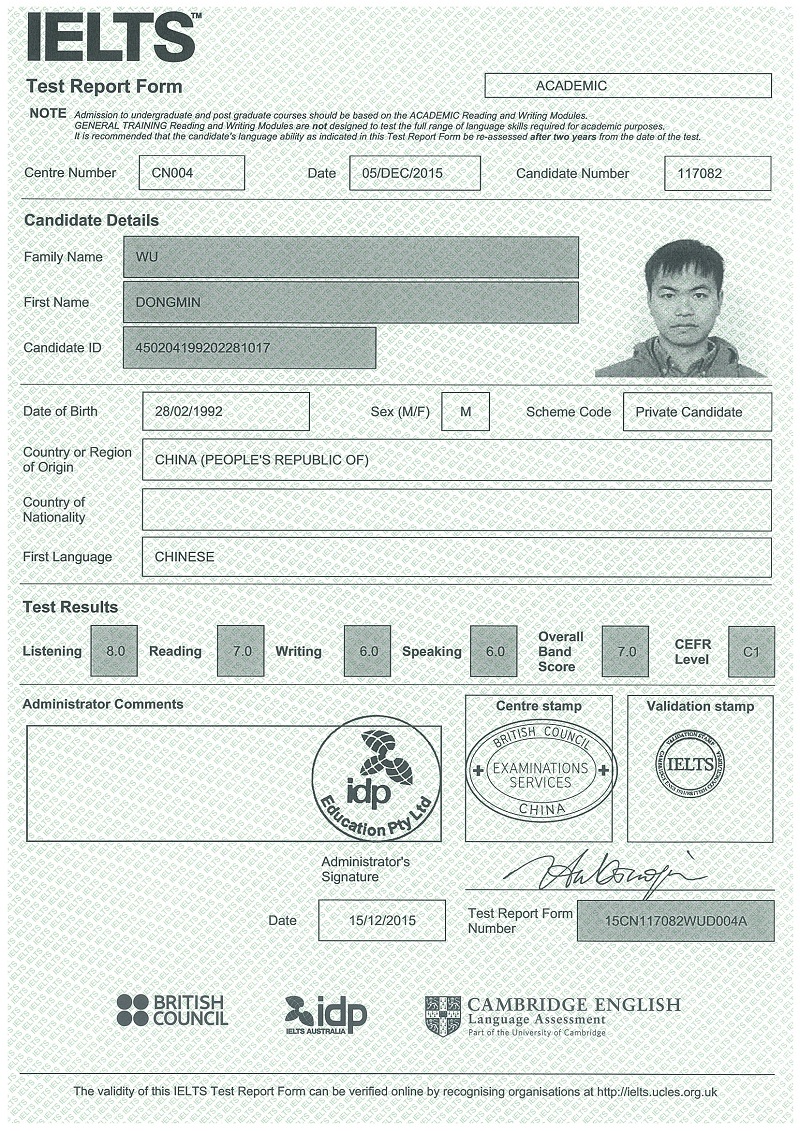 IELTS™
Test Report Form
ACADEMIC
NOTE Admission to undergraduate and post graduate courses should be based on the ACADEMIC Reading and Writing Modules.
GENERAL TRAINING Reading and Writing Modules are not designed to test the full range of language skills required for academic purposes.
It is recommended that the candidate's language ability as indicated in this Test Report Form be re-assessed after two years from the date of the test.
Centre Number CN004 Date 05/DEC/2015 Candidate Number 117082
Candidate Details
Family Name WU
First Name DONGMIN
Candidate ID 450204199202281017
Date of Birth 28/02/1992 Sex (M/F) M Scheme Code Private Candidate
Country or Region
of Origin
CHINA (PEOPLE'S REPUBLIC OF)
Country of
Nationality
First Language CHINESE
Test Results
Listening 8.0 Reading 7.0 Writing 6.0 Speaking 6.0 Overall Band Score 7.0 CEFR Level C1
Administrator Comments
Centre stamp
Validation stamp
idp
Education Pty Ltd
BRITISH COUNCIL
EXAMINATIONS
SERVICES
CHINA
VALIDATION STAMP
IELTS
Administrator's
Signature
Date 15/12/2015
Test Report Form
Number
15CN117082WUD004A
BRITISH
COUNCIL
idp
IELTS AUSTRALIA
CAMBRIDGE ENGLISH
Language Assessment
Part of the University of Cambridge
The validity of this IELTS Test Report Form can be verified online by recognising organisations at http://ielts.ucles.org.uk